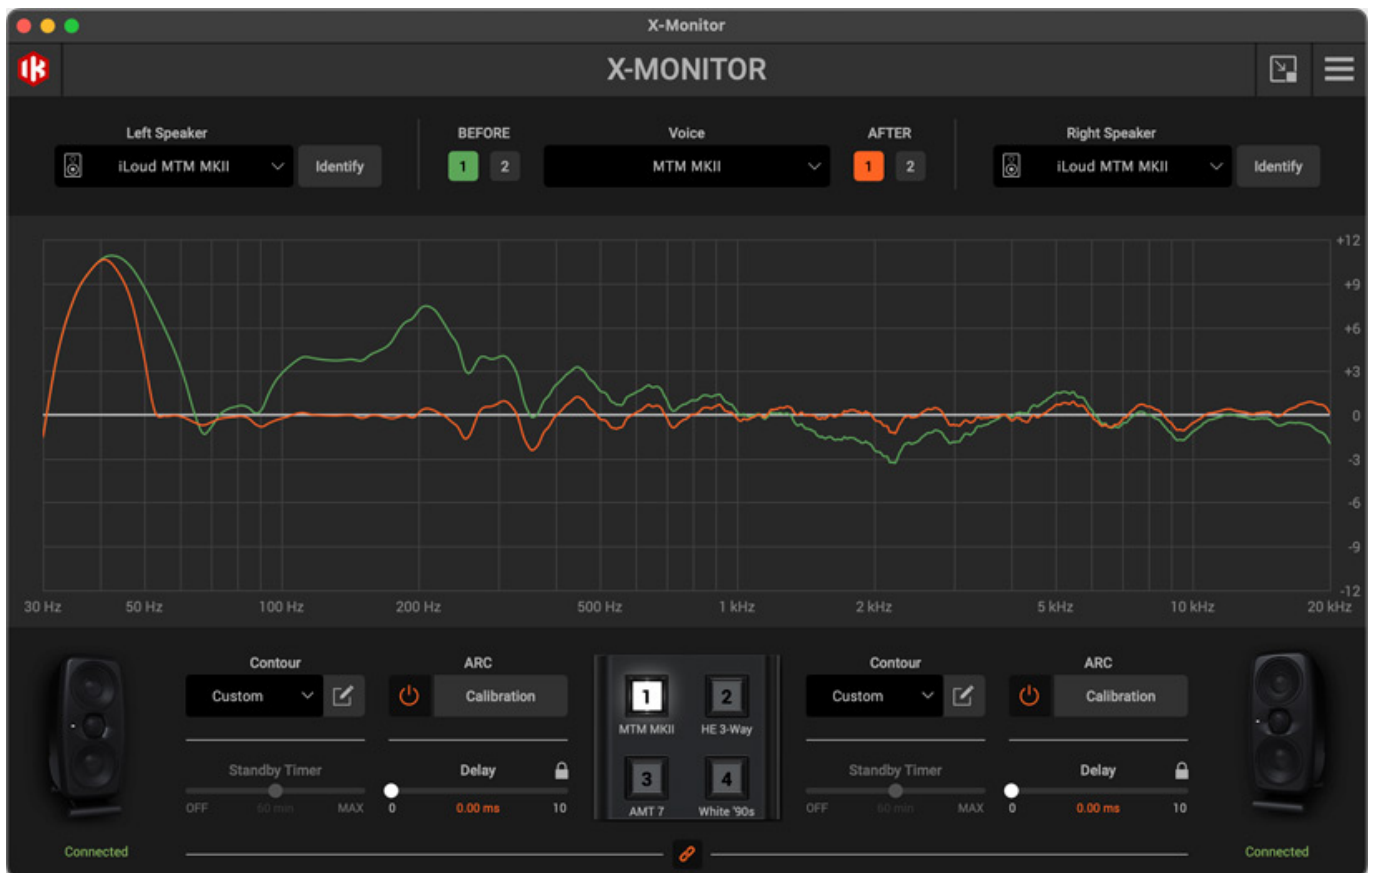 X-Monitor
IK
X-MONITOR
Left Speaker
iLoud MTM MKII
Identify
BEFORE
1 2
Voice
MTM MKII
AFTER
1 2
Right Speaker
iLoud MTM MKII
Identify
+12
+9
+6
+3
0
-3
-6
-9
-12
30 Hz 50 Hz 100 Hz 200 Hz 500 Hz 1 kHz 2 kHz 5 kHz 10 kHz 20 kHz
Contour
Custom
ARC
Calibration
Standby Timer
OFF MAX
Delay
0 0.00 ms 10
Connected
1 2
MTM MKII HE 3-Way
3 4
AMT 7 White '90s
Contour
Custom
ARC
Calibration
Standby Timer
OFF 60 min MAX
Delay
0 0.00 ms 10
Connected